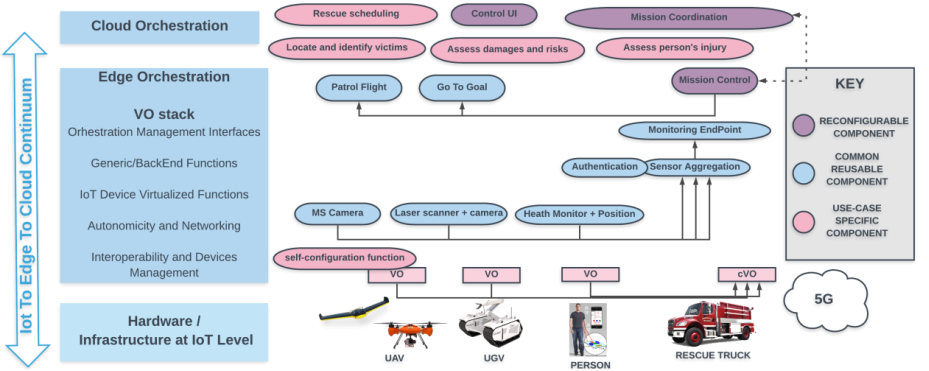 Iot To Edge To Cloud Continuum
Cloud Orchestration
Rescue scheduling
Control UI
Mission Coordination
Locate and identify victims
Assess damages and risks
Assess person's injury
Edge Orchestration
VO stack
Orhestration Management Interfaces
Generic/BackEnd Functions
IoT Device Virtualized Functions
Autonomicity and Networking
Interoperability and Devices
Management
Patrol Flight
Go To Goal
Mission Control
Monitoring EndPoint
Authentication
Sensor Aggregration
MS Camera
Laser scanner + camera
Heath Monitor + Position
self-configuration function
VO
VO
VO
cVO
KEY
RECONFIGURABLE
COMPONENT
COMMON
REUSABLE
COMPONENT
USE-CASE
SPECIFIC
COMPONENT
5G
Hardware /
Infrastructure at IoT Level
UAV
UGV
PERSON
RESCUE TRUCK